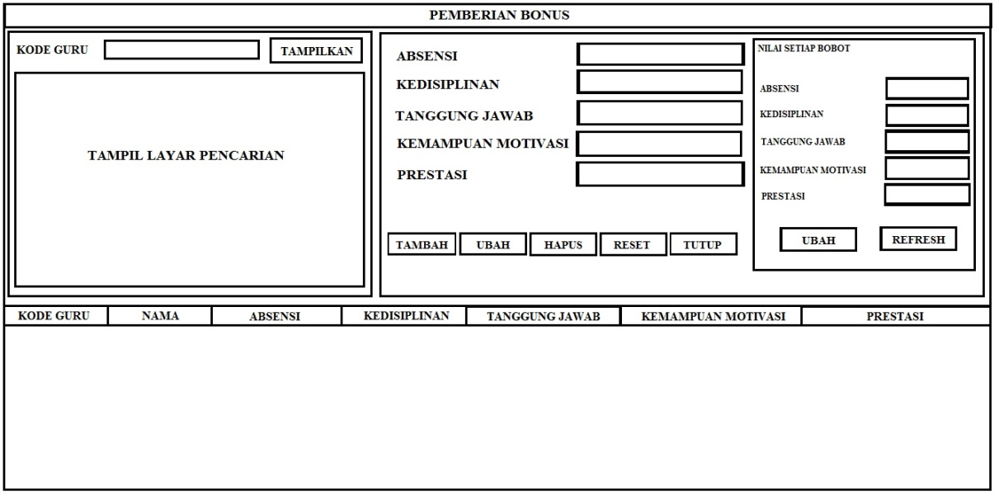 PEMBERIAN BONUS
KODE GURU
TAMPILKAN
TAMPIL LAYAR PENCARIAN
ABSENSI
KEDISIPLINAN
TANGGUNG JAWAB
KEMAMPUAN MOTIVASI
PRESTASI
TAMBAH
UBAH
HAPUS
RESET
TUTUP
NILAI SETIAP BOBOT
ABSENSI
KEDISIPLINAN
TANGGUNG JAWAB
KEMAMPUAN MOTIVASI
PRESTASI
UBAH
REFRESH
KODE GURU
NAMA
ABSENSI
KEDISIPLINAN
TANGGUNG JAWAB
KEMAMPUAN MOTIVASI
PRESTASI